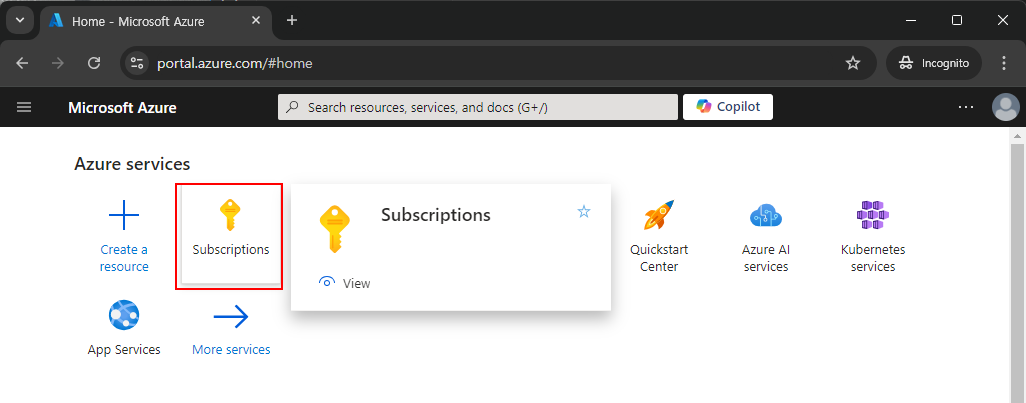 Home - Microsoft Azure
portal.azure.com/#home
Incognito
Microsoft Azure
Search resources, services, and docs (G+/)
Copilot
Azure services
Create a
resource
Subscriptions
Subscriptions
View
Quickstart
Center
Azure AI
services
Kubernetes
services
App Services
More services